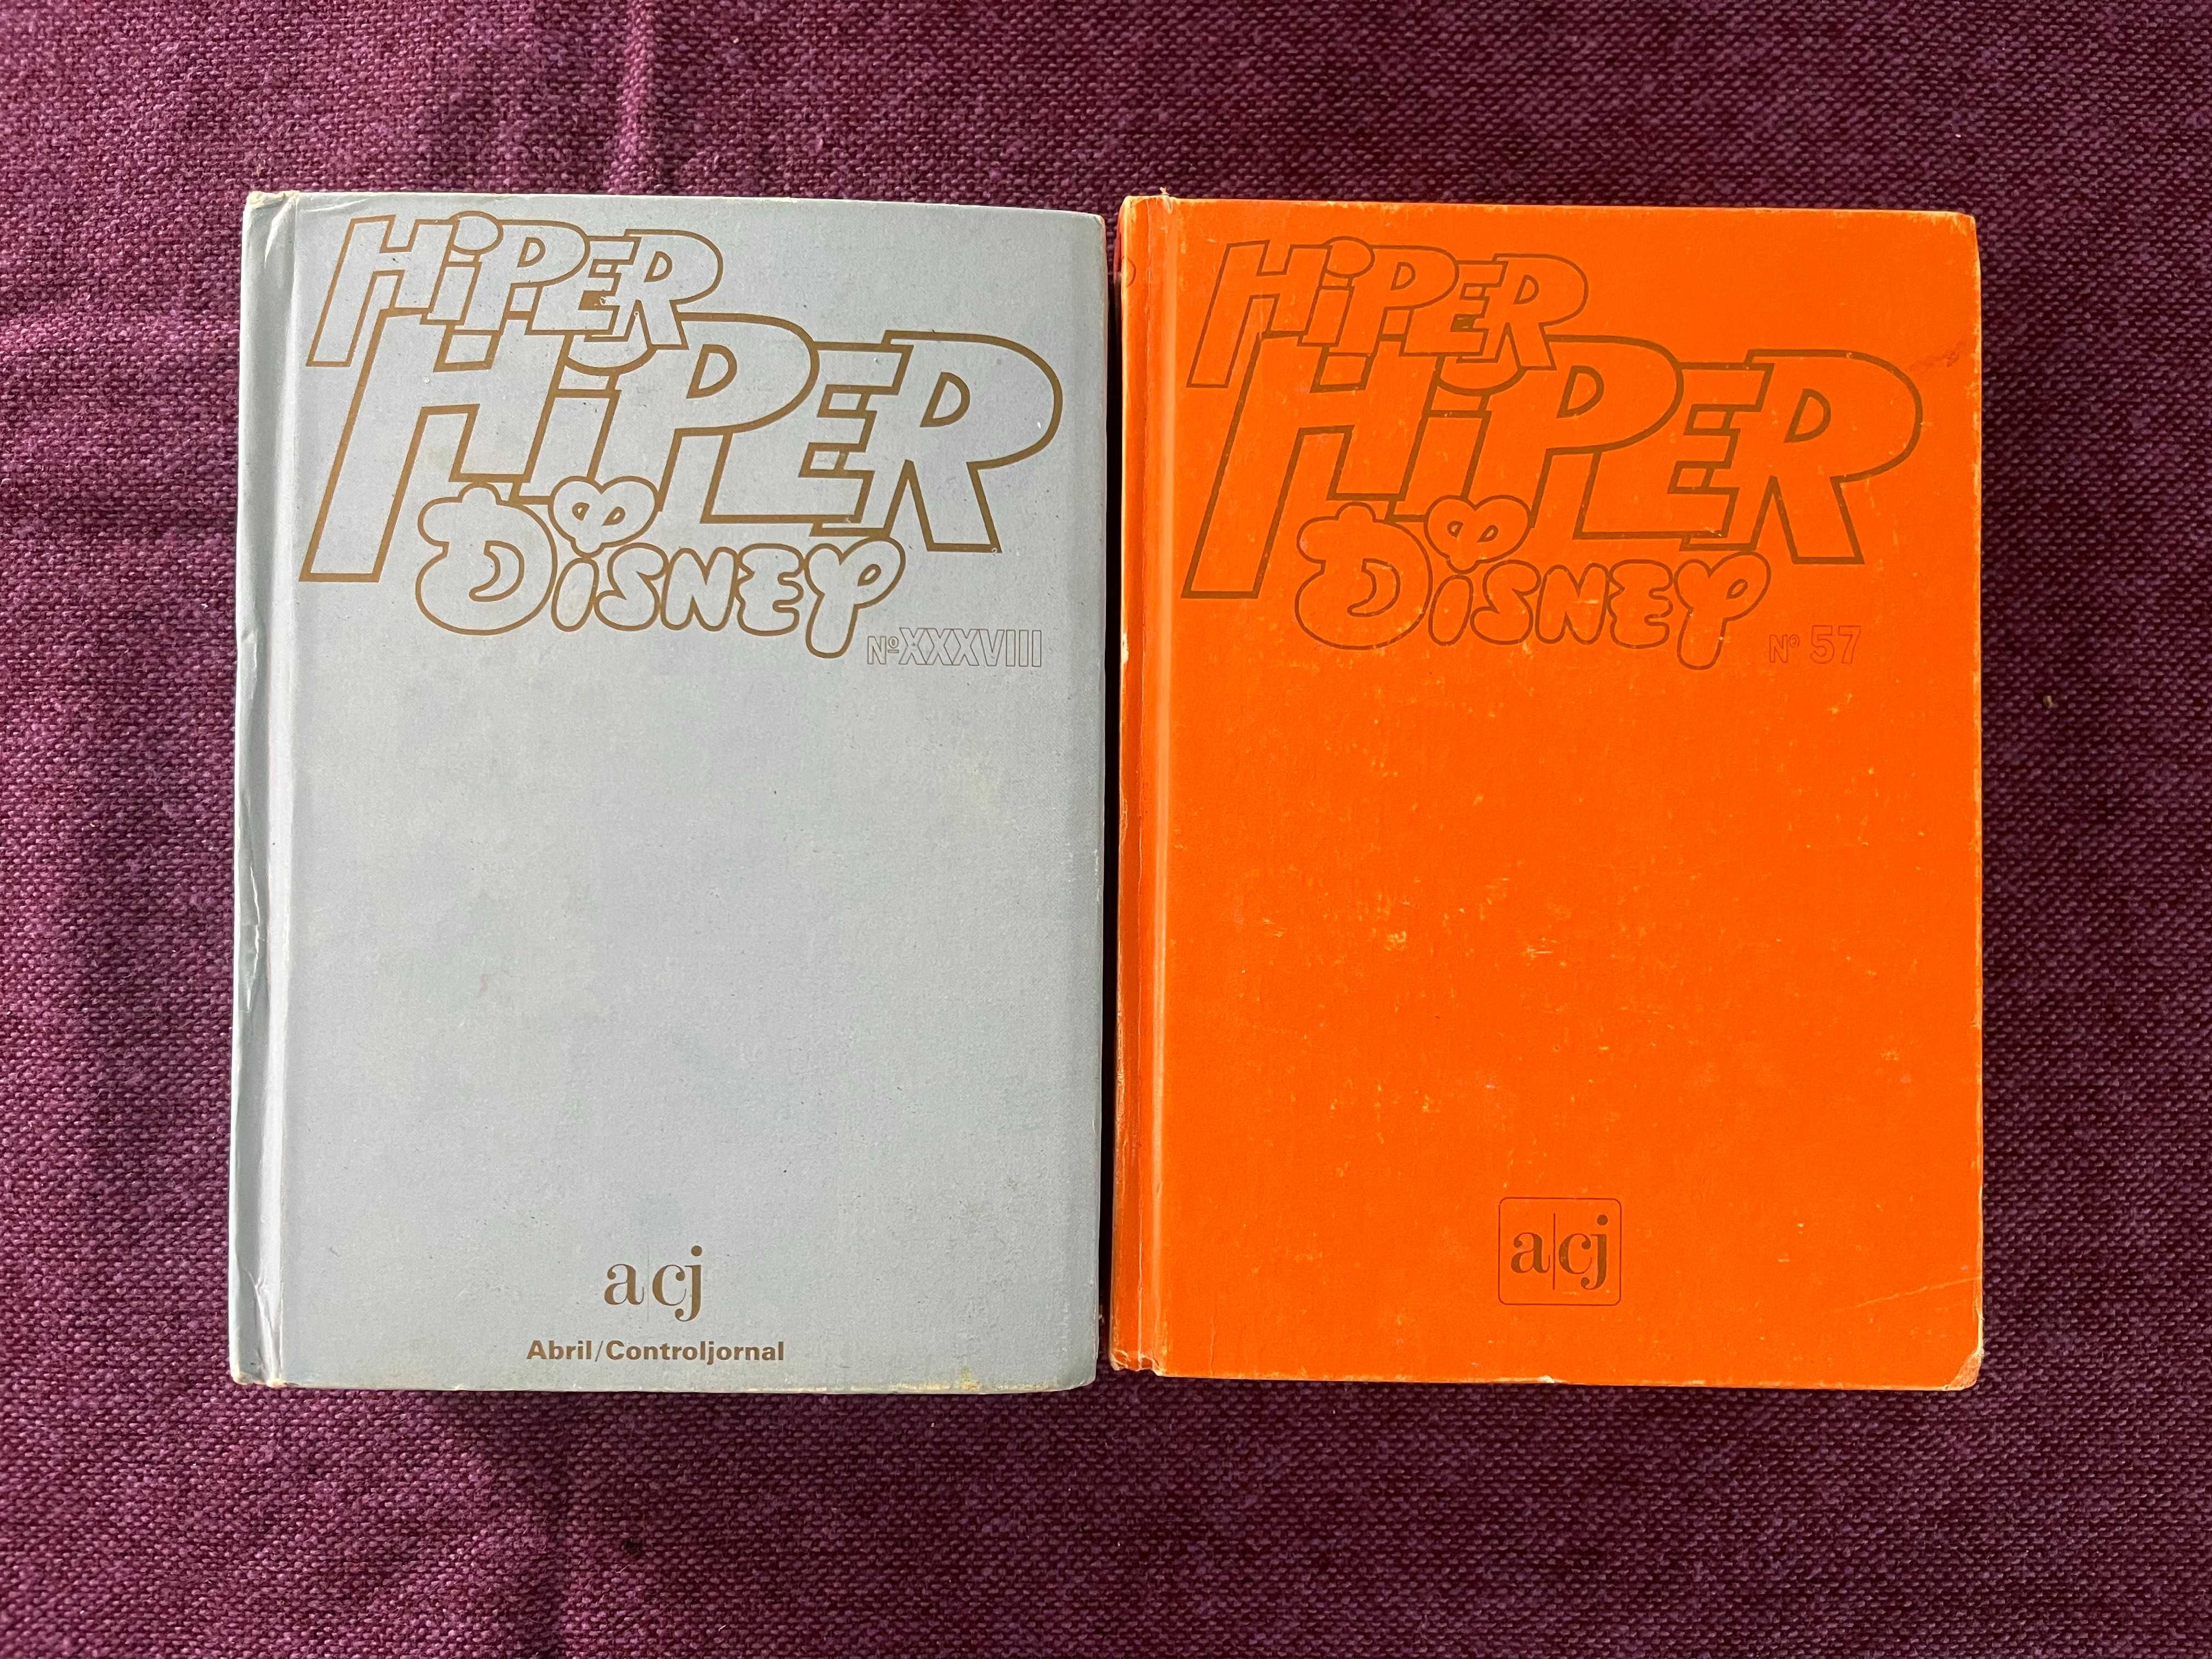 HiPER
HiPER
DiSNEY
Nº XXXVIII
a|cj
Abril/Controljornal
HiPER
HiPER
DiSNEY
Nº 57
a|cj